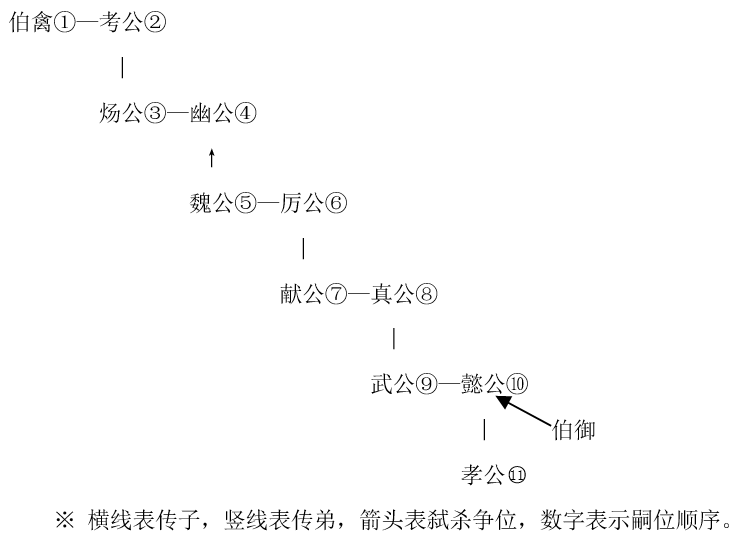 伯禽①—考公②
炀公③—幽公④
魏公⑤—厉公⑥
献公⑦—真公⑧
武公⑨—懿公⑩
伯御
孝公⑪
※ 横线表传子，竖线表传弟，箭头表弑杀争位，数字表示嗣位顺序。